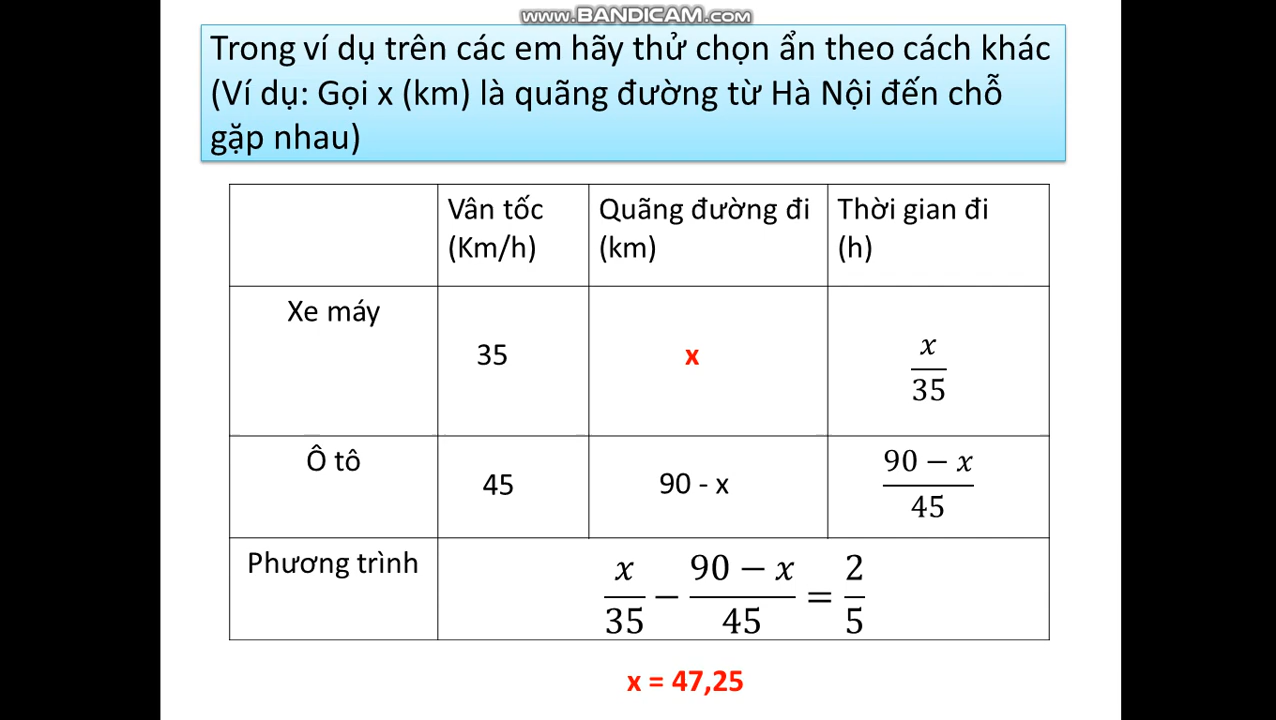 www.BANDICAM.com
Trong ví dụ trên các em hãy thử chọn ẩn theo cách khác
(Ví dụ: Gọi x (km) là quãng đường từ Hà Nội đến chỗ
gặp nhau)
Vân tốc Quãng đường đi Thời gian đi
(Km/h) (km) (h)
Xe máy 35 x x/35
Ô tô 45 90 - x (90 − x)/45
Phương trình x/35 − (90 − x)/45 = 2/5
x = 47,25